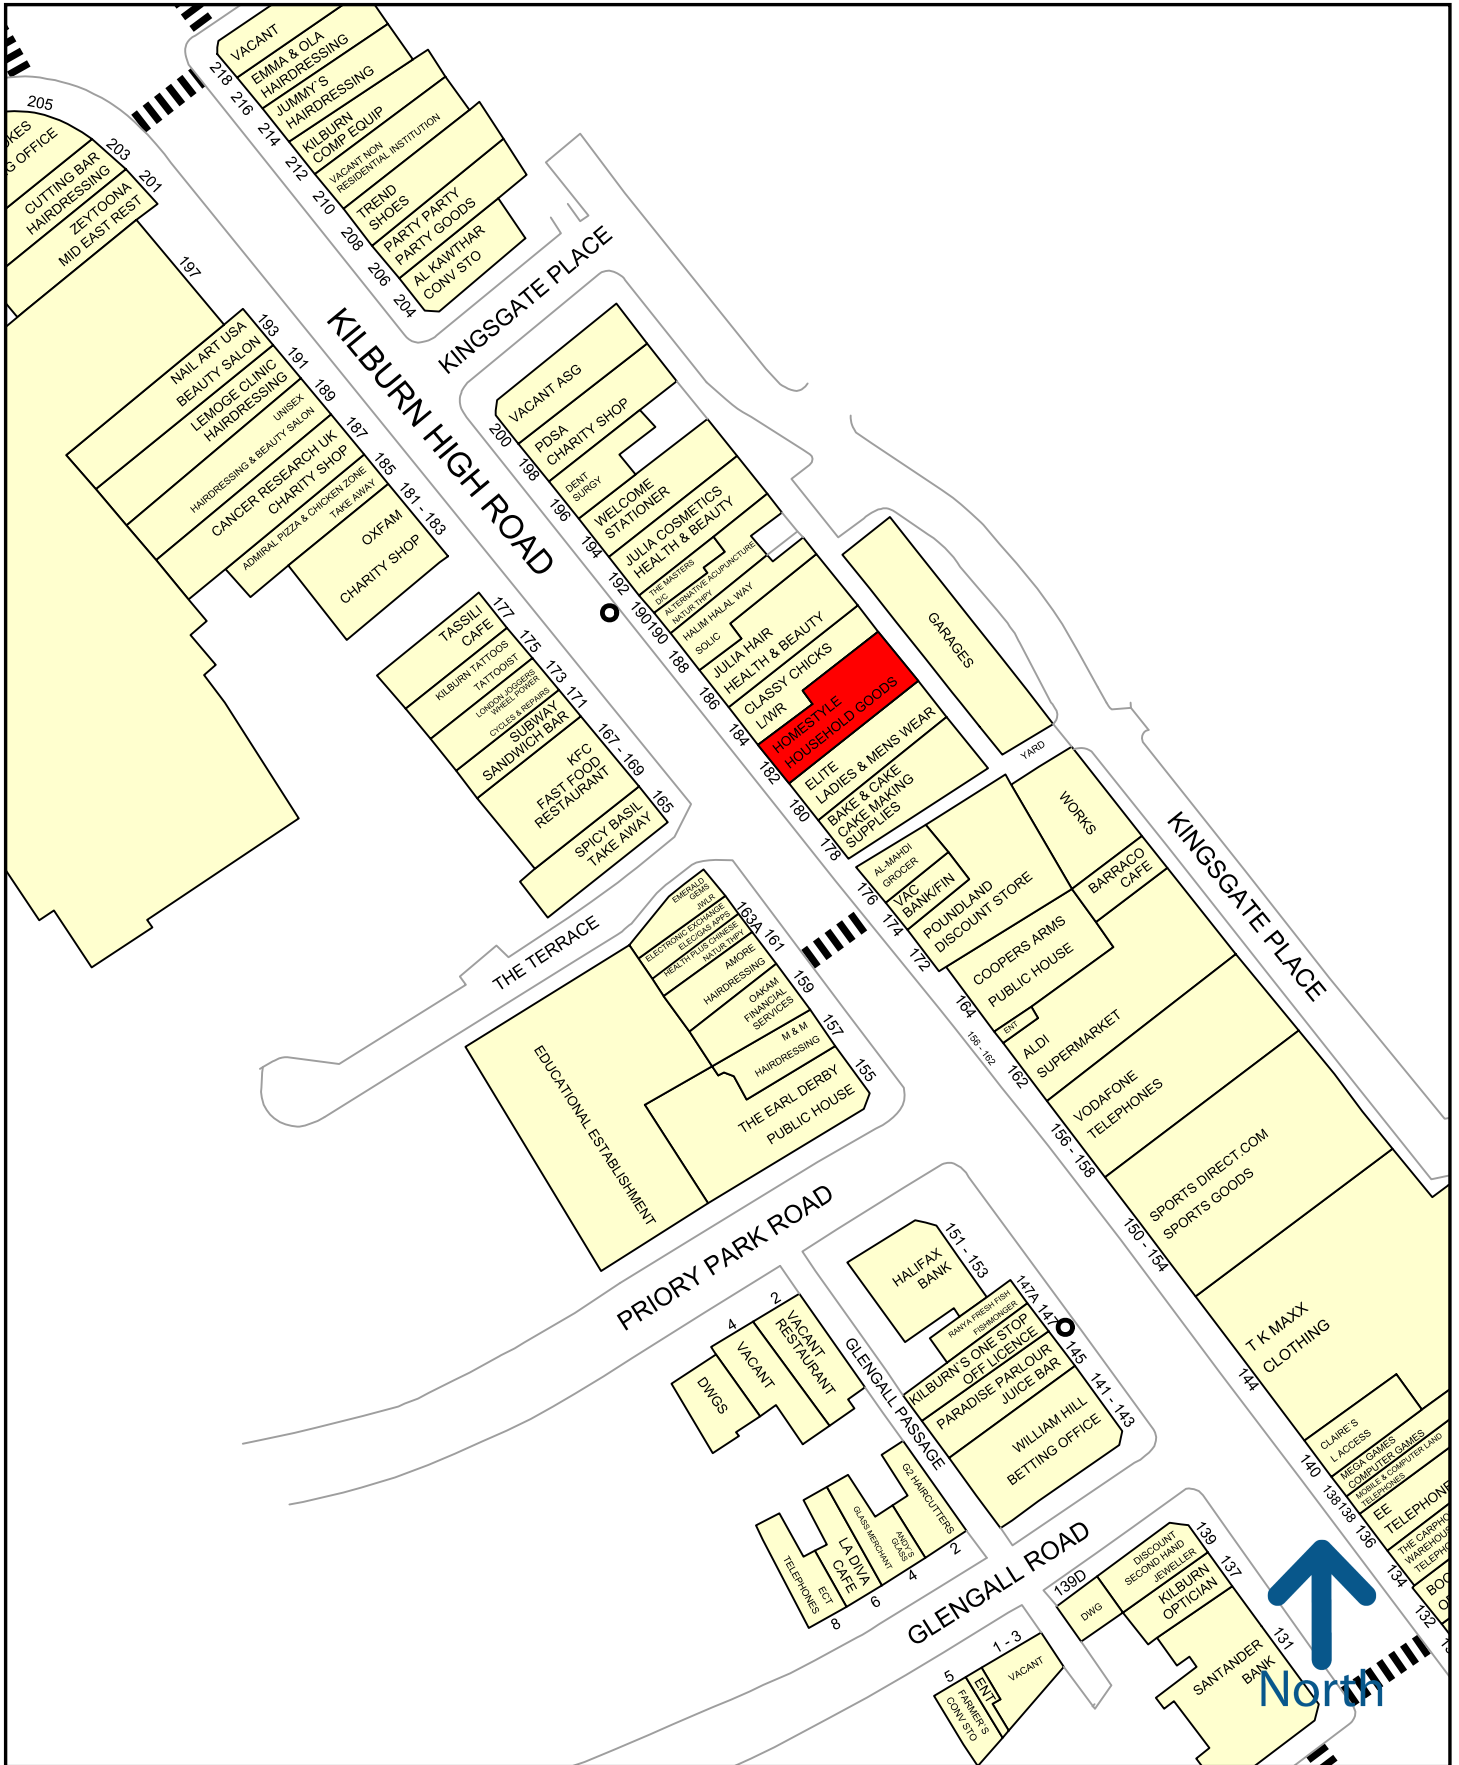 VACANT
218
EMMA & OLA
HAIRDRESSING
216
JUMMY'S
HAIRDRESSING
214
KILBURN
COMP EQUIP
212
VACANT NON
RESIDENTIAL INSTITUTION
210
TREND
SHOES
208
PARTY PARTY
PARTY GOODS
206
AL KAWTHAR
CONV STO
204
205
OKES
G OFFICE
203
CUTTING BAR
HAIRDRESSING
201
ZEYTOONA
MID EAST REST
197
KINGSGATE PLACE
KILBURN HIGH ROAD
193
NAIL ART USA
BEAUTY SALON
191
LEMOGE CLINIC
HAIRDRESSING
189
UNISEX
HAIRDRESSING & BEAUTY SALON
187
CANCER RESEARCH UK
CHARITY SHOP
185
ADMIRAL PIZZA & CHICKEN ZONE
TAKE AWAY
181 - 183
OXFAM
CHARITY SHOP
VACANT ASG
200
PDSA
CHARITY SHOP
198
DENT
SURGY
196
WELCOME
STATIONER
194
JULIA COSMETICS
HEALTH & BEAUTY
192
THE MASTERS
D/C
190
ALTERNATIVE ACUPUNCTURE
NATUR THPY
190
HALIM HALAL WAY
SOLIC
188
JULIA HAIR
HEALTH & BEAUTY
186
CLASSY CHICKS
L/WR
184
HOMESTYLE
HOUSEHOLD GOODS
182
ELITE
LADIES & MENS WEAR
180
BAKE & CAKE
CAKE MAKING
SUPPLIES
178
GARAGES
YARD
177
TASSILI
CAFE
175
KILBURN TATTOOS
TATTOOIST
173
LONDON JOGGERS
WHEEL POWER
CYCLES & REPAIRS
171
SUBWAY
SANDWICH BAR
167 - 169
KFC
FAST FOOD
RESTAURANT
165
SPICY BASIL
TAKE AWAY
THE TERRACE
AL-MAHDI
GROCER
176
VAC
BANK/FIN
174
POUNDLAND
DISCOUNT STORE
172
WORKS
BARRACO
CAFE
KINGSGATE PLACE
COOPERS ARMS
PUBLIC HOUSE
164
ENT
156 - 162
ALDI
SUPERMARKET
162
VODAFONE
TELEPHONES
156 - 158
SPORTS DIRECT.COM
SPORTS GOODS
150 - 154
T K MAXX
CLOTHING
144
EMERALD
GEMS
JWLR
163A
ELECTRONIC EXCHANGE
ELEC/GAS APPS
HEALTH PLUS CHINESE
NATUR THPY
161
AMORE
HAIRDRESSING
159
OAKAM
FINANCIAL
SERVICES
157
M & M
HAIRDRESSING
155
THE EARL DERBY
PUBLIC HOUSE
EDUCATIONAL ESTABLISHMENT
PRIORY PARK ROAD
151 - 153
HALIFAX
BANK
147A
RANYA FRESH FISH
FISHMONGER
147
KILBURN'S ONE STOP
OFF LICENCE
145
PARADISE PARLOUR
JUICE BAR
141 - 143
WILLIAM HILL
BETTING OFFICE
GLENGALL PASSAGE
2
VACANT
RESTAURANT
4
VACANT
DWGS
G2 HAIRCUTTERS
2
ANDY'S
GLASS
GLASS MERCHANT
4
LA DIVA
CAFE
6
ECT
TELEPHONES
8
GLENGALL ROAD
CLAIRE'S
L ACCESS
140
MEGA GAMES
COMPUTER GAMES
138
MOBILE & COMPUTER LAND
TELEPHONES
138
EE
TELEPHONE
136
THE CARPHO
WAREHOUS
TELEPH
134
BOO
132
139
DISCOUNT
SECOND HAND
JEWELLER
139D
DWG
137
KILBURN
OPTICIAN
131
SANTANDER
BANK
1 - 3
VACANT
ENT
5
FARMER'S
CONV STO
North